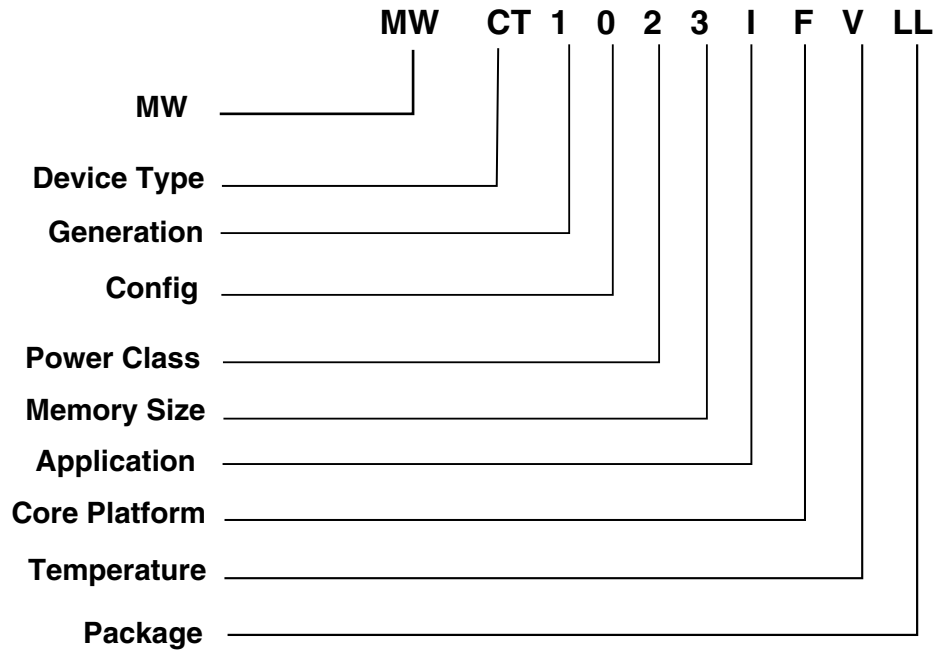 MW CT 1 0 2 3 I F V LL
MW
Device Type
Generation
Config
Power Class
Memory Size
Application
Core Platform
Temperature
Package